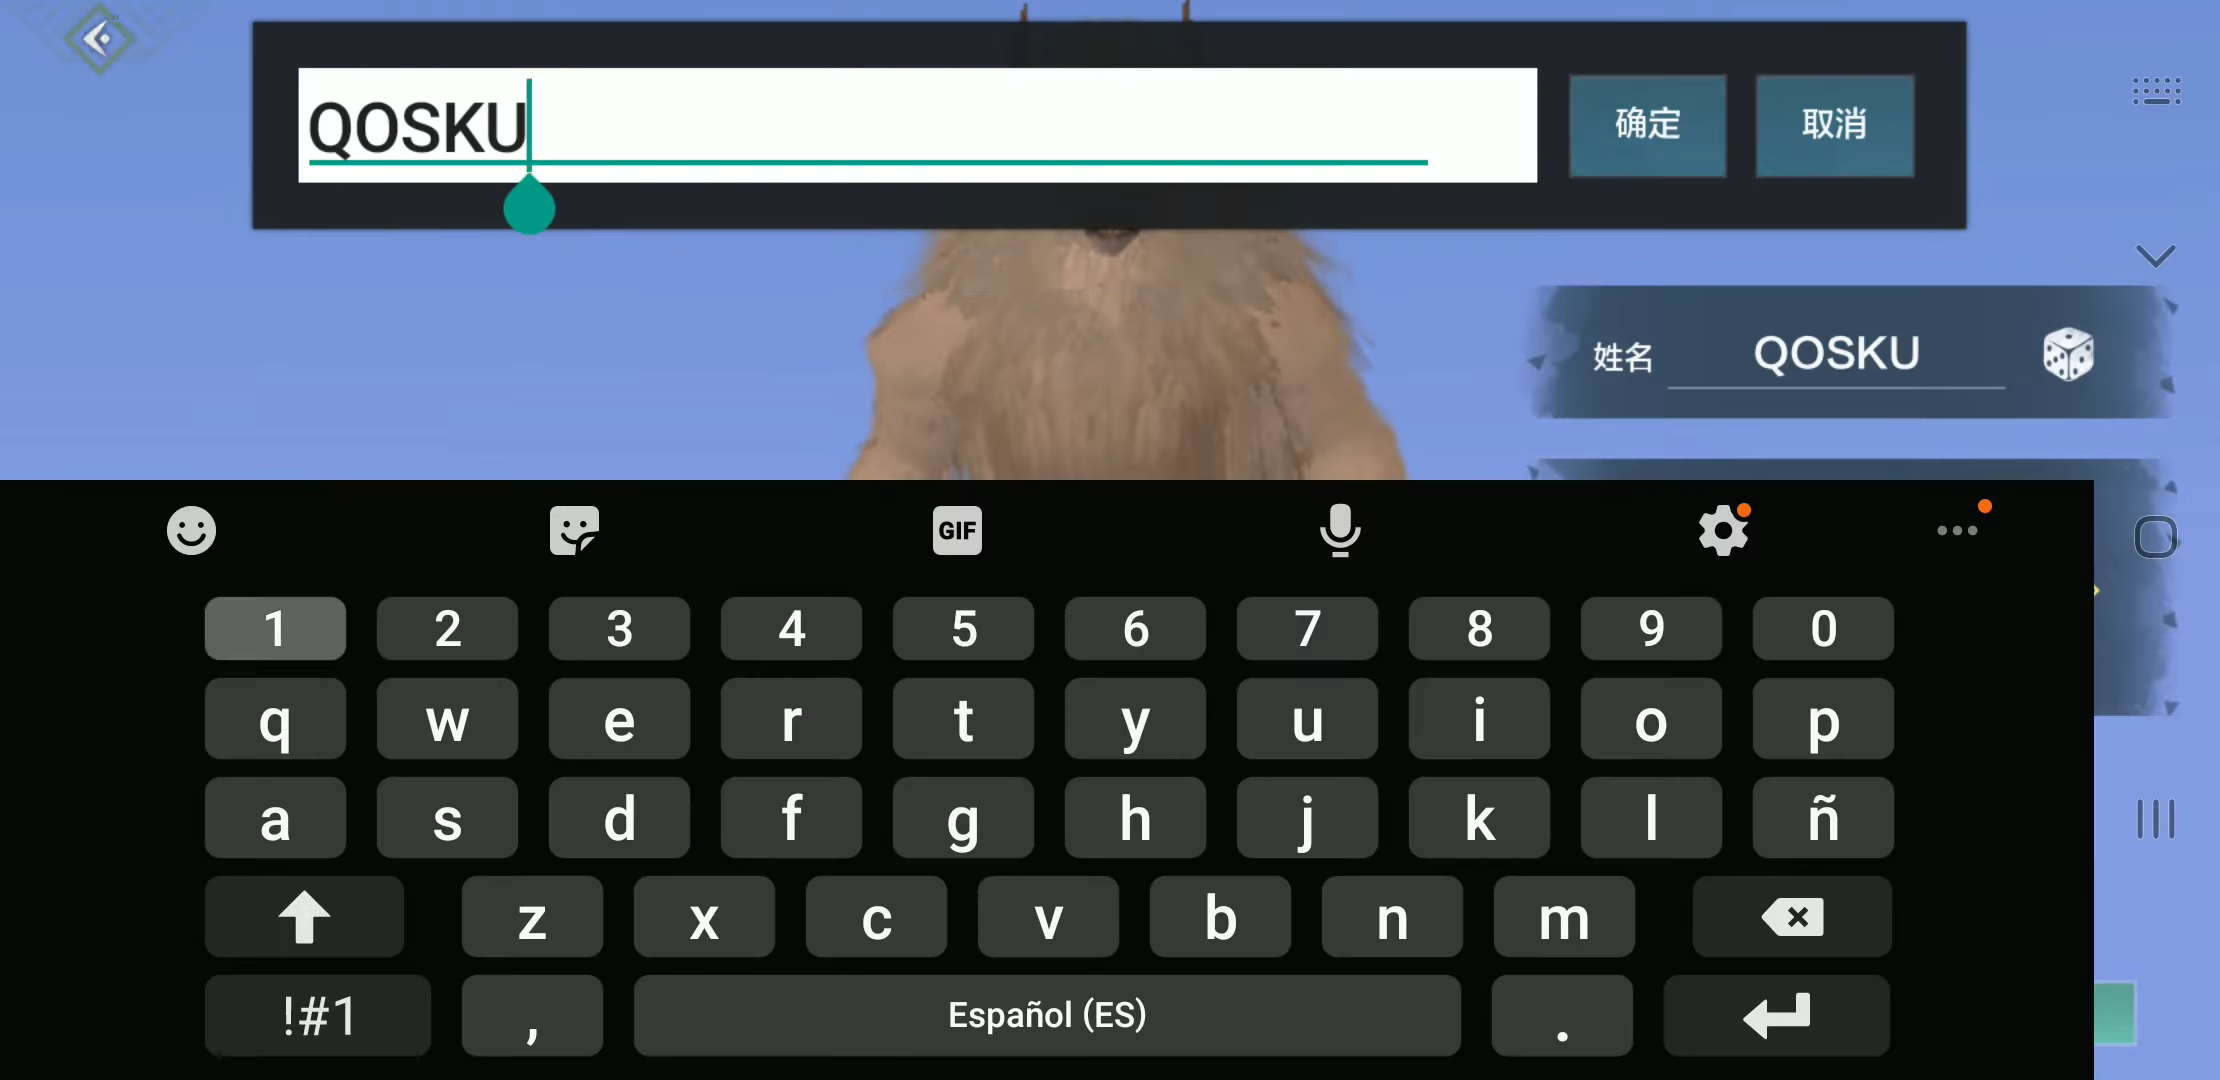 QOSKU
确定
取消
姓名
QOSKU
GIF
1 2 3 4 5 6 7 8 9 0
q w e r t y u i o p
a s d f g h j k l ñ
z x c v b n m
!#1 , Español (ES) .